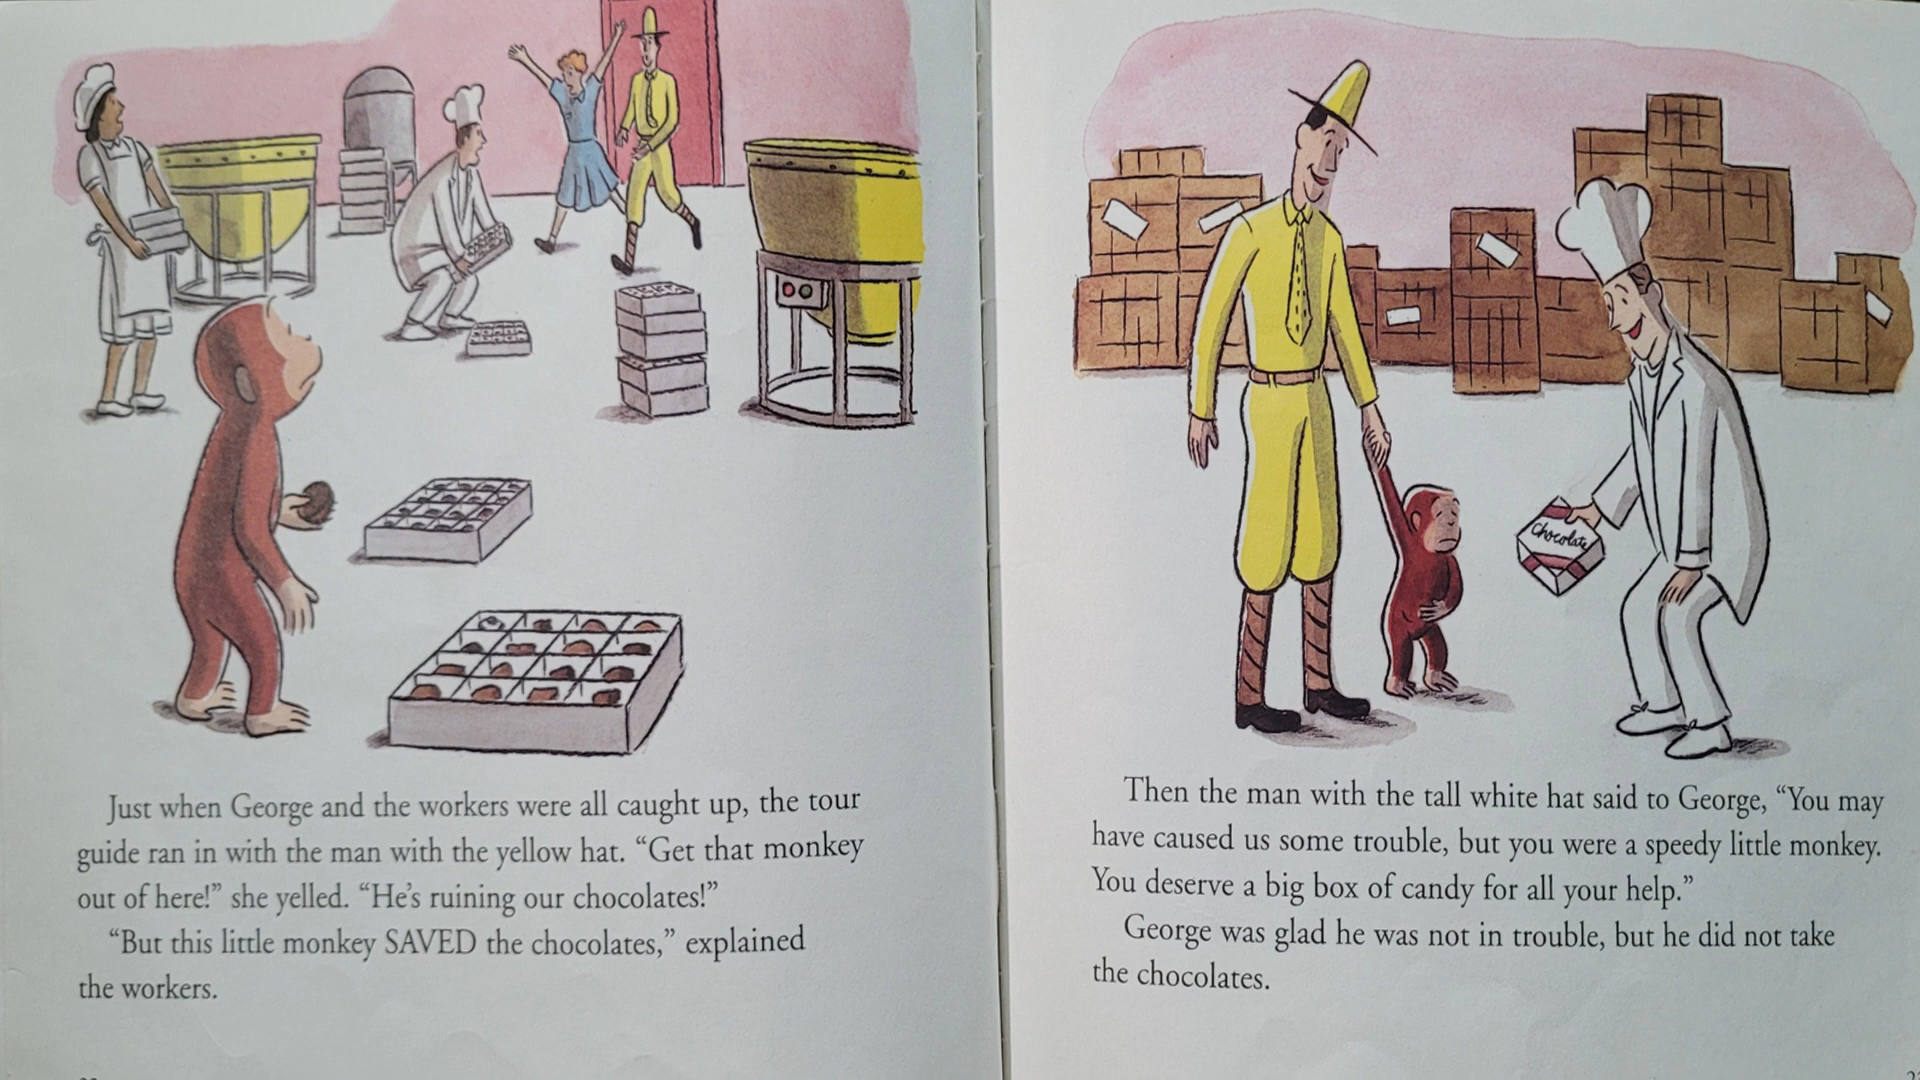 Just when George and the workers were all caught up, the tour
guide ran in with the man with the yellow hat. “Get that monkey
out of here!” she yelled. “He’s ruining our chocolates!”
“But this little monkey SAVED the chocolates,” explained
the workers.
Chocolate
Then the man with the tall white hat said to George, “You may
have caused us some trouble, but you were a speedy little monkey.
You deserve a big box of candy for all your help.”
George was glad he was not in trouble, but he did not take
the chocolates.